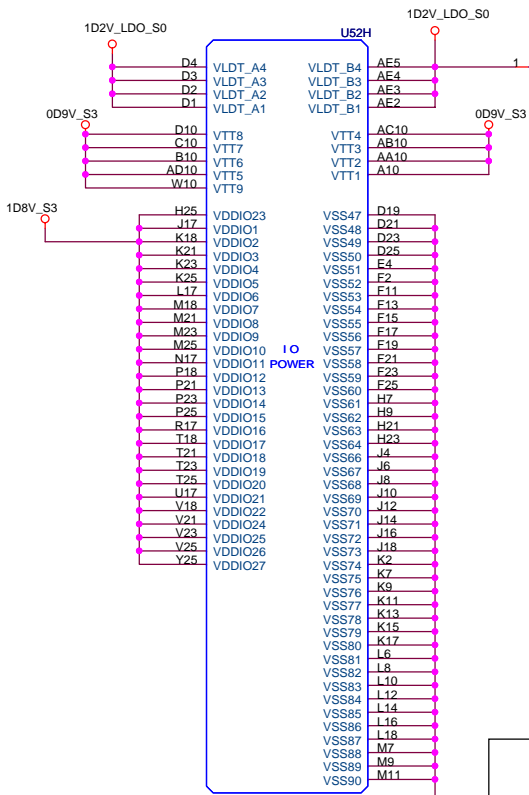 1D2V_LDO_S0 U52H 1D2V_LDO_S0
D4 VLDT_A4 VLDT_B4 AE5 1
D3 VLDT_A3 VLDT_B3 AE4
D2 VLDT_A2 VLDT_B2 AE3
D1 VLDT_A1 VLDT_B1 AE2
0D9V_S3 0D9V_S3
D10 VTT8 VTT4 AC10
C10 VTT7 VTT3 AB10
B10 VTT6 VTT2 AA10
AD10 VTT5 VTT1 A10
W10 VTT9
1D8V_S3
H25 VDDIO23 VSS47 D19
J17 VDDIO1 VSS48 D21
K18 VDDIO2 VSS49 D23
K21 VDDIO3 VSS50 D25
K23 VDDIO4 VSS51 E4
K25 VDDIO5 VSS52 F2
L17 VDDIO6 VSS53 F11
M18 VDDIO7 VSS54 F13
M21 VDDIO8 VSS55 F15
M23 VDDIO9 VSS56 F17
M25 VDDIO10 I O VSS57 F19
N17 VDDIO11 POWER VSS58 F21
P18 VDDIO12 VSS59 F23
P21 VDDIO13 VSS60 F25
P23 VDDIO14 VSS61 H7
P25 VDDIO15 VSS62 H9
R17 VDDIO16 VSS63 H21
T18 VDDIO17 VSS64 H23
T21 VDDIO18 VSS66 J4
T23 VDDIO19 VSS67 J6
T25 VDDIO20 VSS68 J8
U17 VDDIO21 VSS69 J10
V18 VDDIO22 VSS70 J12
V21 VDDIO24 VSS71 J14
V23 VDDIO25 VSS72 J16
V25 VDDIO26 VSS73 J18
Y25 VDDIO27 VSS74 K2
VSS75 K7
VSS76 K9
VSS77 K11
VSS78 K13
VSS79 K15
VSS80 K17
VSS81 L6
VSS82 L8
VSS83 L10
VSS84 L12
VSS85 L14
VSS86 L16
VSS87 L18
VSS88 M7
VSS89 M9
VSS90 M11